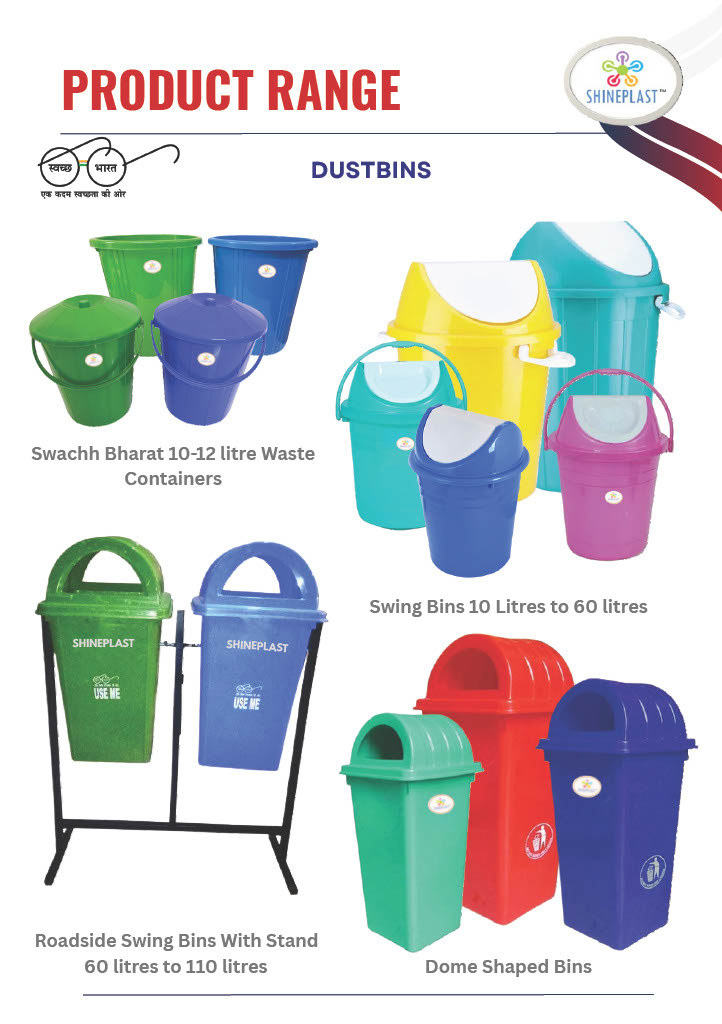 PRODUCT RANGE
SHINEPLAST™
स्वच्छ भारत
एक कदम स्वच्छता की ओर
DUSTBINS
Swachh Bharat 10-12 litre Waste
Containers
Swing Bins 10 Litres to 60 litres
SHINEPLAST
USE ME
SHINEPLAST
USE ME
Roadside Swing Bins With Stand
60 litres to 110 litres
Dome Shaped Bins